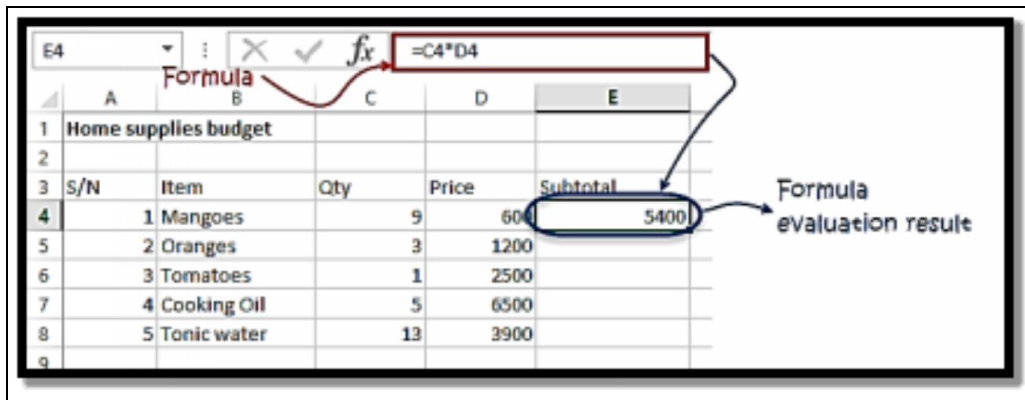 E4 fx =C4*D4
Formula
A B C D E
1 Home supplies budget
2
3 S/N Item Qty Price Subtotal
4 1 Mangoes 9 600 5400
5 2 Oranges 3 1200
6 3 Tomatoes 1 2500
7 4 Cooking Oil 5 6500
8 5 Tonic water 13 3900
9
Formula
evaluation result